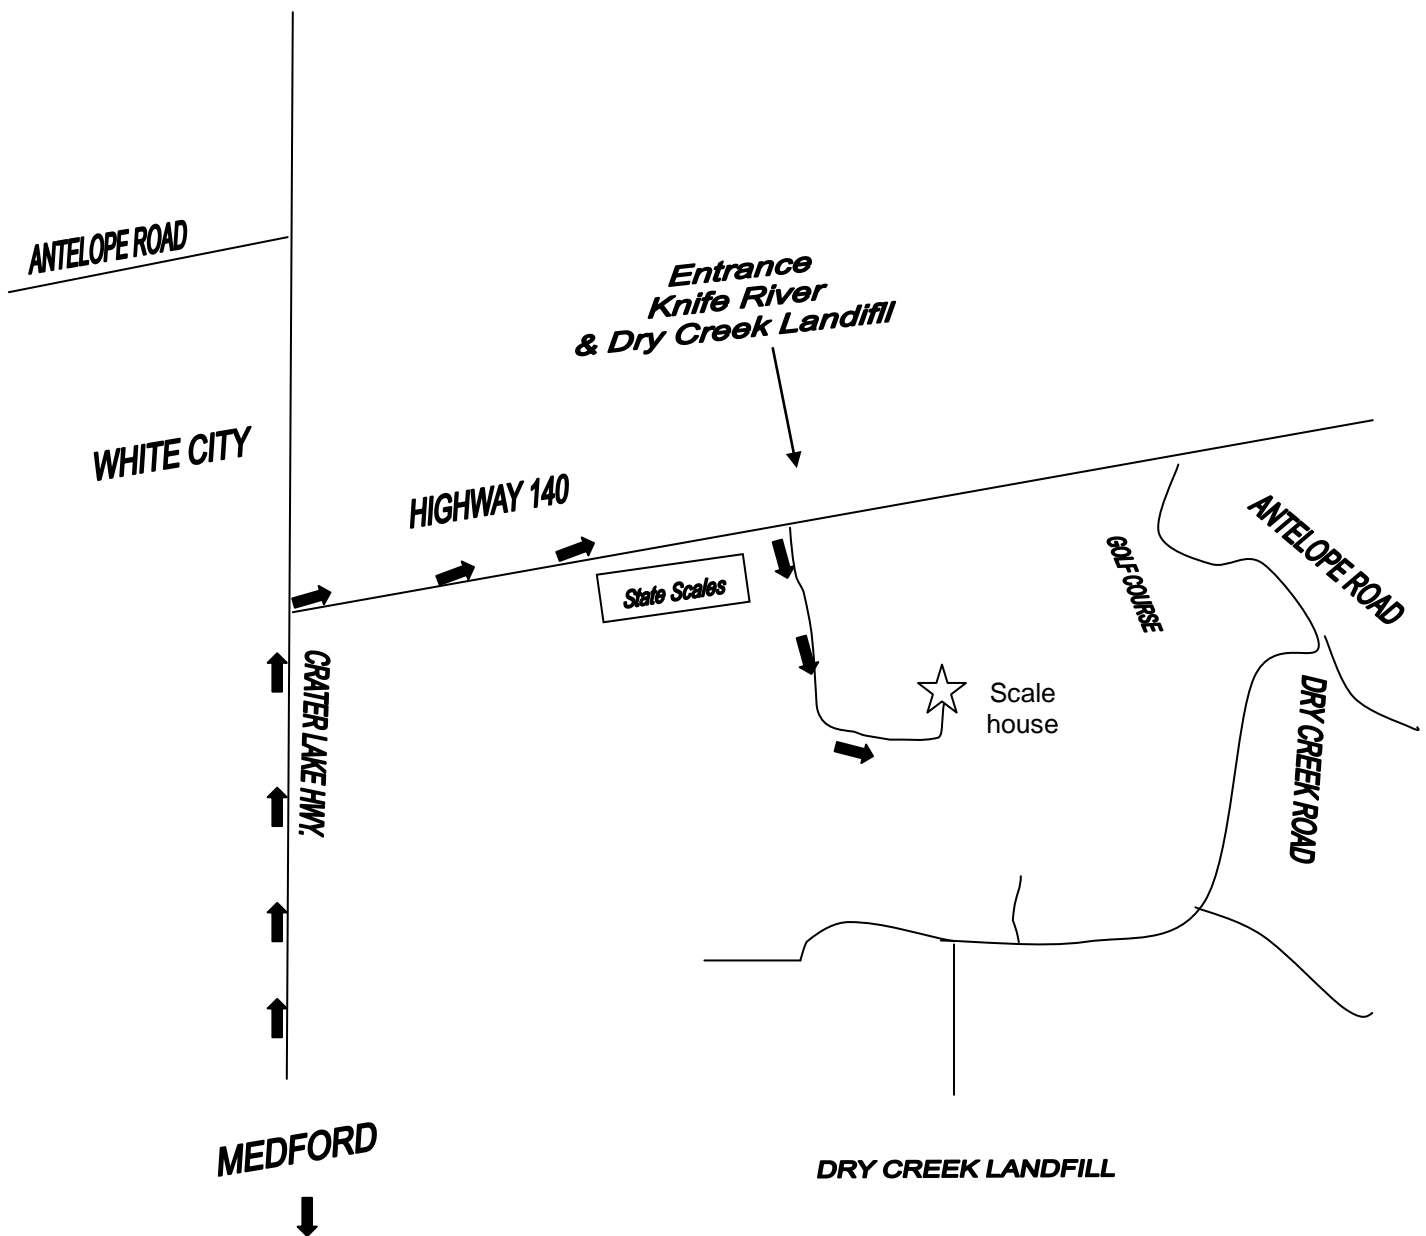 ANTELOPE ROAD
Entrance
Knife River
& Dry Creek Landifill
WHITE CITY
HIGHWAY 140
State Scales
GOLF COURSE
ANTELOPE ROAD
CRATER LAKE HWY.
Scale
house
DRY CREEK ROAD
MEDFORD
DRY CREEK LANDFILL